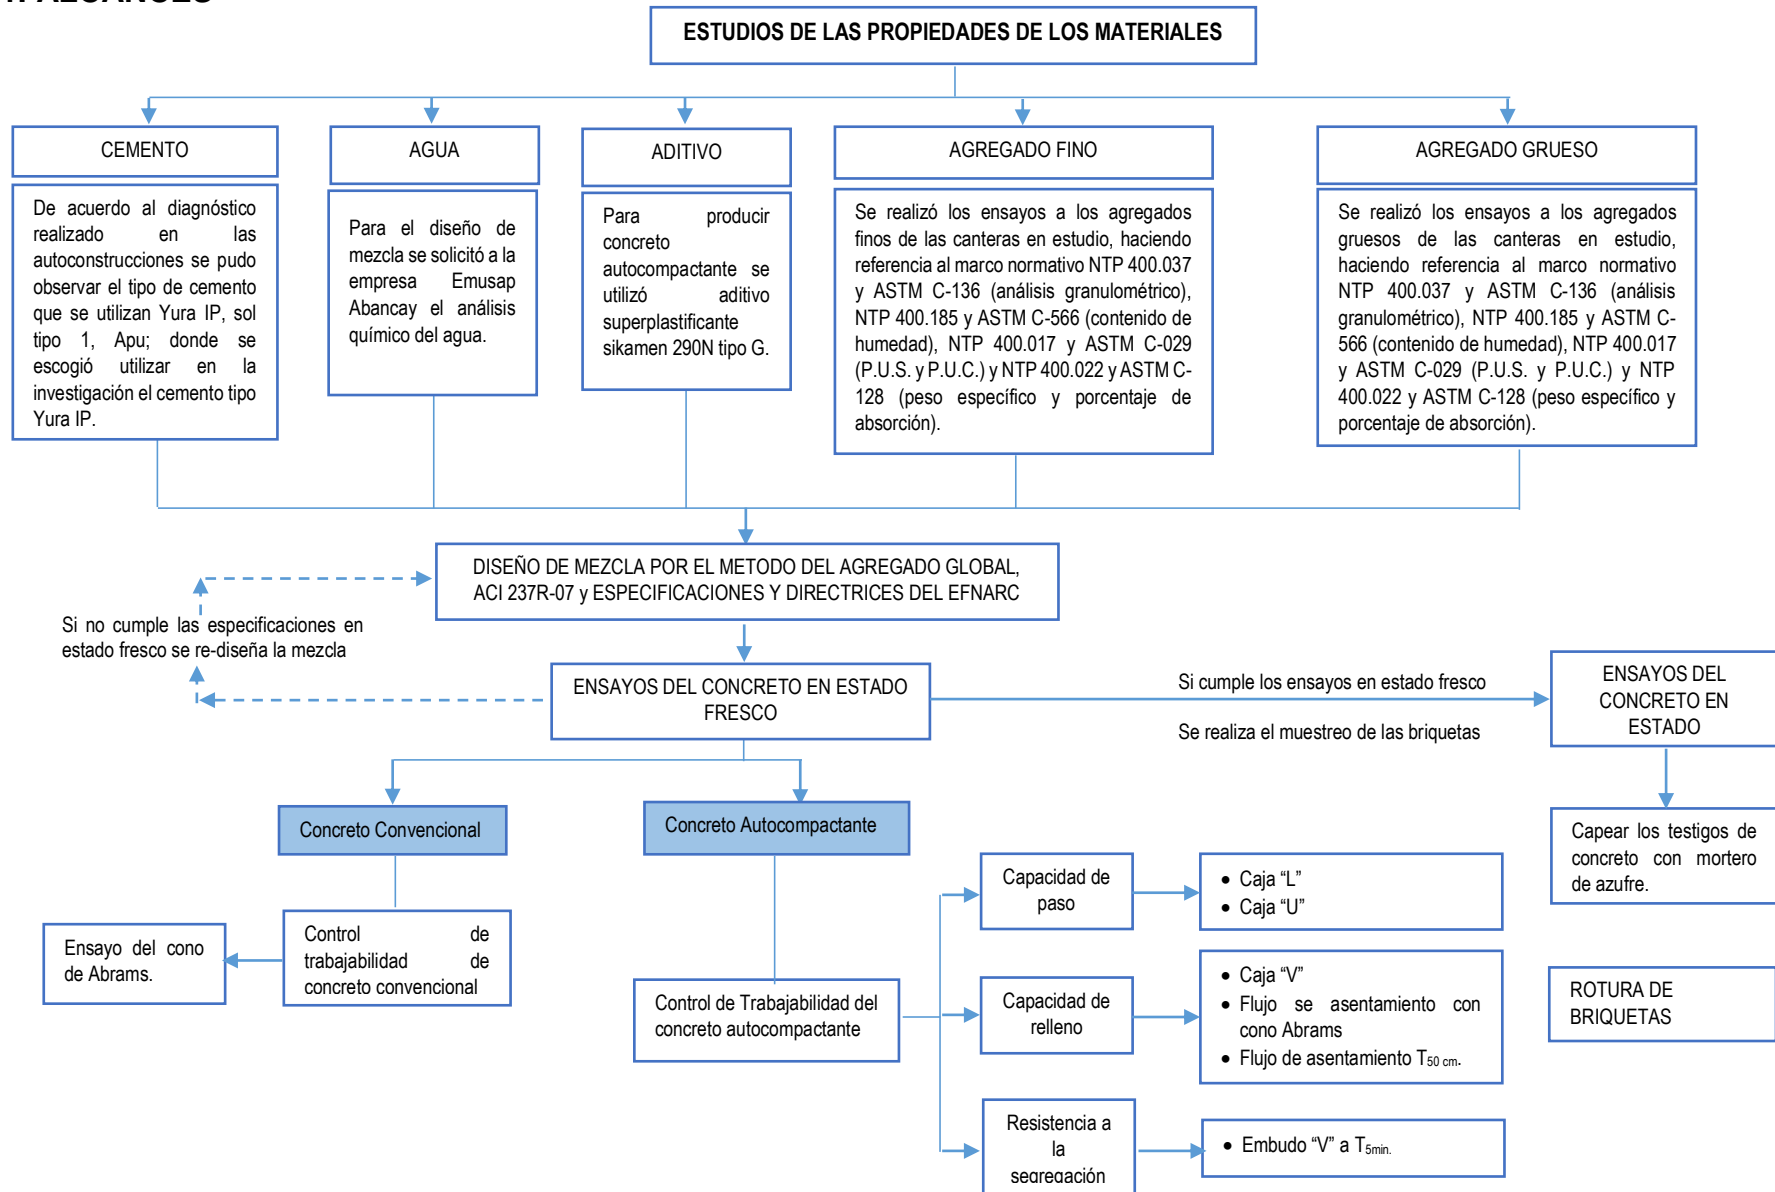 ESTUDIOS DE LAS PROPIEDADES DE LOS MATERIALES
CEMENTO
De acuerdo al diagnóstico
realizado en las
autoconstrucciones se pudo
observar el tipo de cemento
que se utilizan Yura IP, sol
tipo 1, Apu; donde se
escogió utilizar en la
investigación el cemento tipo
Yura IP.
AGUA
Para el diseño de
mezcla se solicitó a la
empresa Emusap
Abancay el análisis
químico del agua.
ADITIVO
Para producir
concreto
autocompactante se
utilizó aditivo
superplastificante
sikamen 290N tipo G.
AGREGADO FINO
Se realizó los ensayos a los agregados
finos de las canteras en estudio, haciendo
referencia al marco normativo NTP 400.037
y ASTM C-136 (análisis granulométrico),
NTP 400.185 y ASTM C-566 (contenido de
humedad), NTP 400.017 y ASTM C-029
(P.U.S. y P.U.C.) y NTP 400.022 y ASTM C-
128 (peso específico y porcentaje de
absorción).
AGREGADO GRUESO
Se realizó los ensayos a los agregados
gruesos de las canteras en estudio,
haciendo referencia al marco normativo
NTP 400.037 y ASTM C-136 (análisis
granulométrico), NTP 400.185 y ASTM C-
566 (contenido de humedad), NTP 400.017
y ASTM C-029 (P.U.S. y P.U.C.) y NTP
400.022 y ASTM C-128 (peso específico y
porcentaje de absorción).
DISEÑO DE MEZCLA POR EL METODO DEL AGREGADO GLOBAL,
ACI 237R-07 y ESPECIFICACIONES Y DIRECTRICES DEL EFNARC
Si no cumple las especificaciones en
estado fresco se re-diseña la mezcla
ENSAYOS DEL CONCRETO EN ESTADO
FRESCO
Si cumple los ensayos en estado fresco
Se realiza el muestreo de las briquetas
ENSAYOS DEL
CONCRETO EN
ESTADO
Concreto Convencional
Concreto Autocompactante
Capear los testigos de
concreto con mortero
de azufre.
Capacidad de
paso
• Caja “L”
• Caja “U”
Ensayo del cono
de Abrams.
Control de
trabajabilidad de
concreto convencional
Control de Trabajabilidad del
concreto autocompactante
Capacidad de
relleno
• Caja “V”
• Flujo se asentamiento con
cono Abrams
• Flujo de asentamiento T50 cm.
ROTURA DE
BRIQUETAS
Resistencia a
la
segregación
• Embudo “V” a T5min.